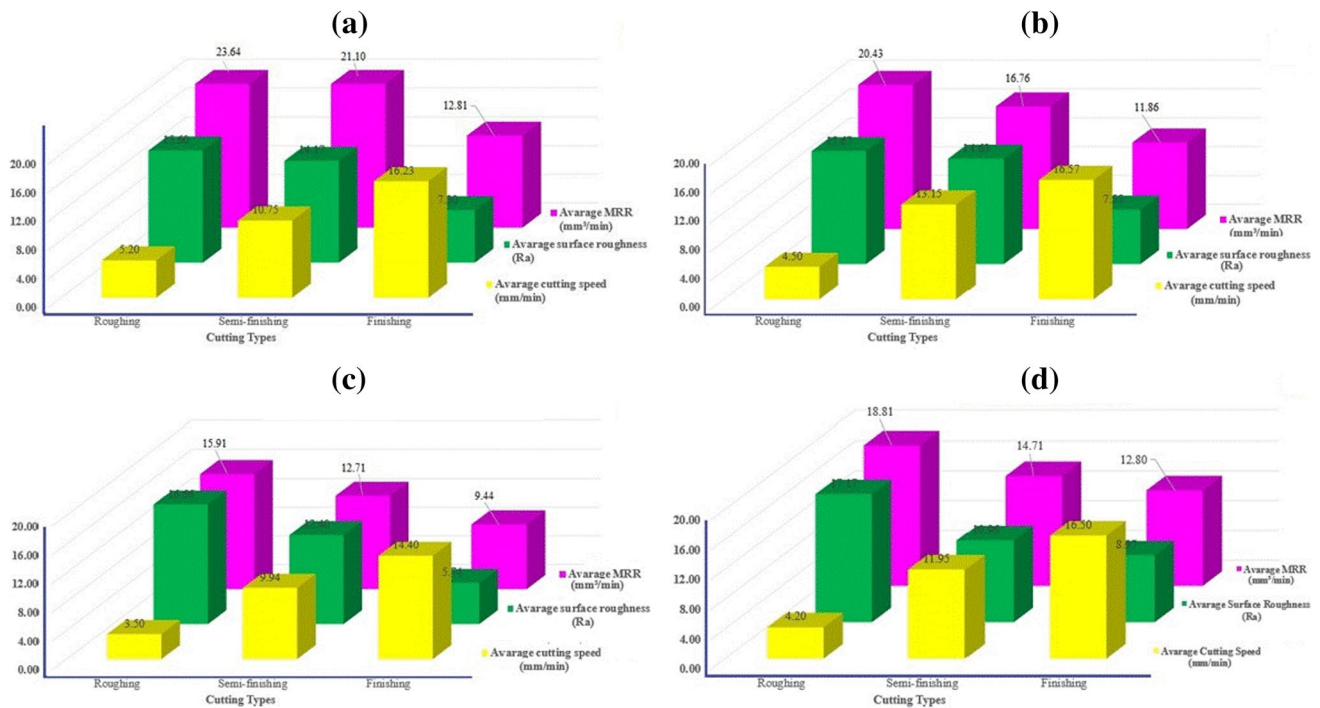 (a)
23.64
21.10
12.81
20.00
16.00
12.00
8.00
4.00
0.00
5.20
10.75
16.23
Avarage MRR
(mm³/min)
Avarage surface roughness
(Ra)
Avarage cutting speed
(mm/min)
Roughing Semi-finishing Finishing
Cutting Types
(b)
20.43
16.76
11.86
20.00
16.00
12.00
8.00
4.00
0.00
4.50
13.15
16.57
Avarage MRR
(mm³/min)
Avarage surface roughness
(Ra)
Avarage cutting speed
(mm/min)
Roughing Semi-finishing Finishing
Cutting Types
(c)
15.91
12.71
9.44
20.00
16.00
12.00
8.00
4.00
0.00
3.50
9.94
14.40
Avarage MRR
(mm³/min)
Avarage surface roughness
(Ra)
Avarage cutting speed
(mm/min)
Roughing Semi-finishing Finishing
Cutting Types
(d)
18.81
14.71
12.80
20.00
16.00
12.00
8.00
4.00
0.00
4.20
11.95
16.50
Avarage MRR
(mm³/min)
Avarage Surface Roughness
(Ra)
Avarage Cutting Speed
(mm/min)
Roughing Semi-finishing Finishing
Cutting Types